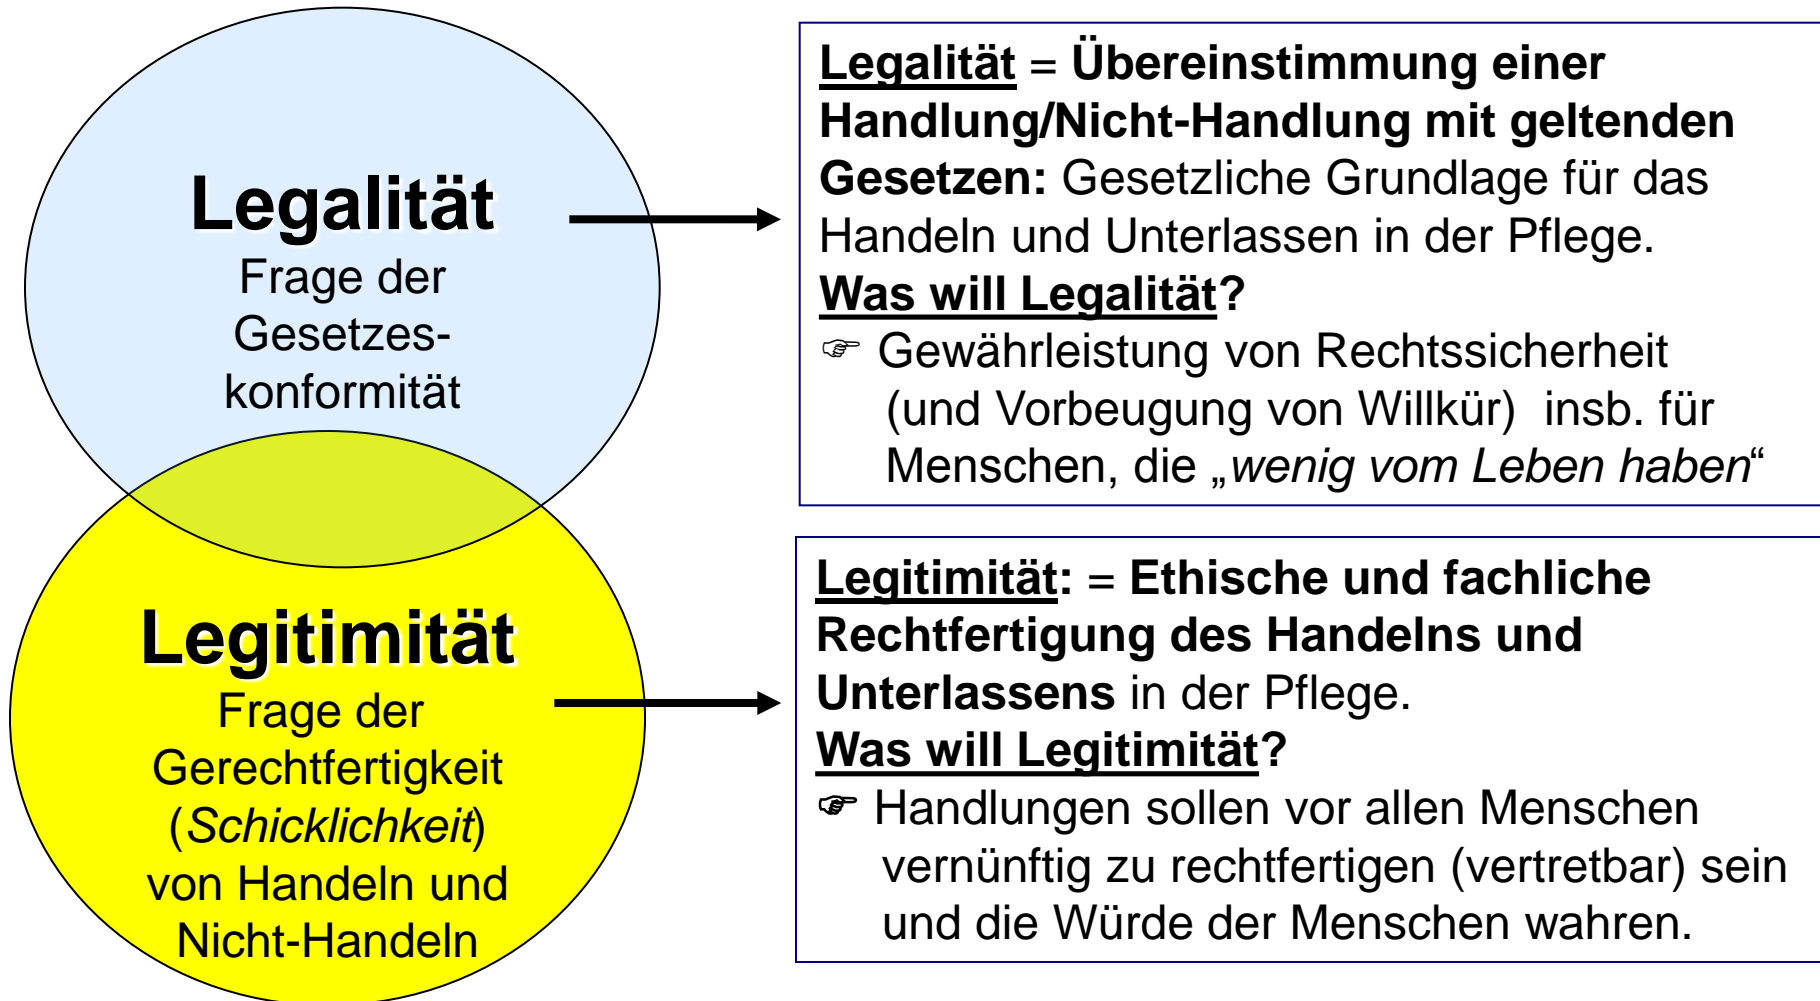 Legalität
Frage der
Gesetzes-
konformität
Legitimität
Frage der
Gerechtfertigkeit
(Schicklichkeit)
von Handeln und
Nicht-Handeln
Legalität = Übereinstimmung einer
Handlung/Nicht-Handlung mit geltenden
Gesetzen: Gesetzliche Grundlage für das
Handeln und Unterlassen in der Pflege.
Was will Legalität?
☞ Gewährleistung von Rechtssicherheit
(und Vorbeugung von Willkür)  insb. für
Menschen, die „wenig vom Leben haben“
Legitimität: = Ethische und fachliche
Rechtfertigung des Handelns und
Unterlassens in der Pflege.
Was will Legitimität?
☞ Handlungen sollen vor allen Menschen
vernünftig zu rechtfertigen (vertretbar) sein
und die Würde der Menschen wahren.